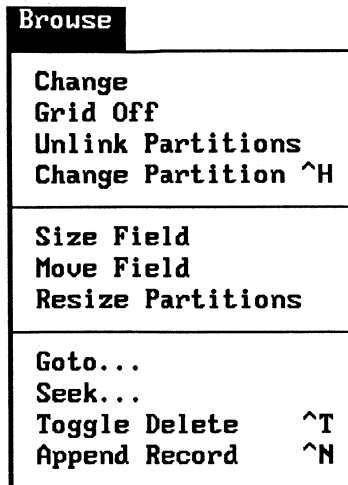 Browse
Change
Grid Off
Unlink Partitions
Change Partition ^H
Size Field
Move Field
Resize Partitions
Goto...
Seek...
Toggle Delete ^T
Append Record ^N